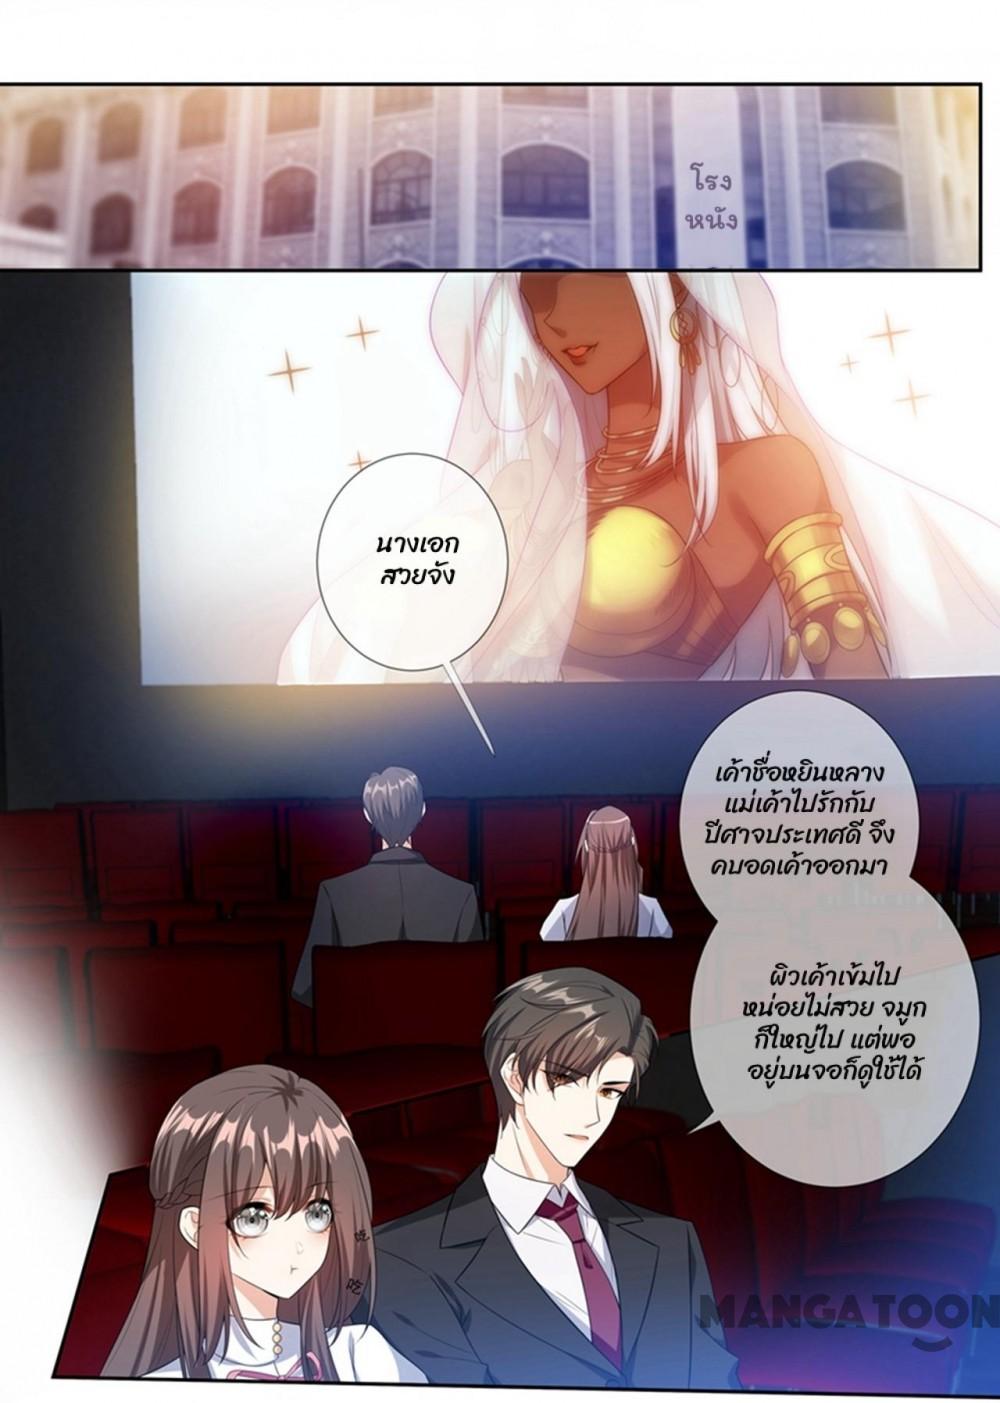 โรง
หนัง
นางเอก
สวยจัง
เค้าชื่อหยินหลาง
แม่เค้าไปรักกับ
ปีศาจประเทศดี จึง
คบอดเค้าออกมา
ผิวเค้าเข้มไป
หน่อยไม่สวย จมูก
ก็ใหญ่ไป แต่พอ
อยู่บนจอก็ดูใช้ได้
吃
吃
MANGATOON